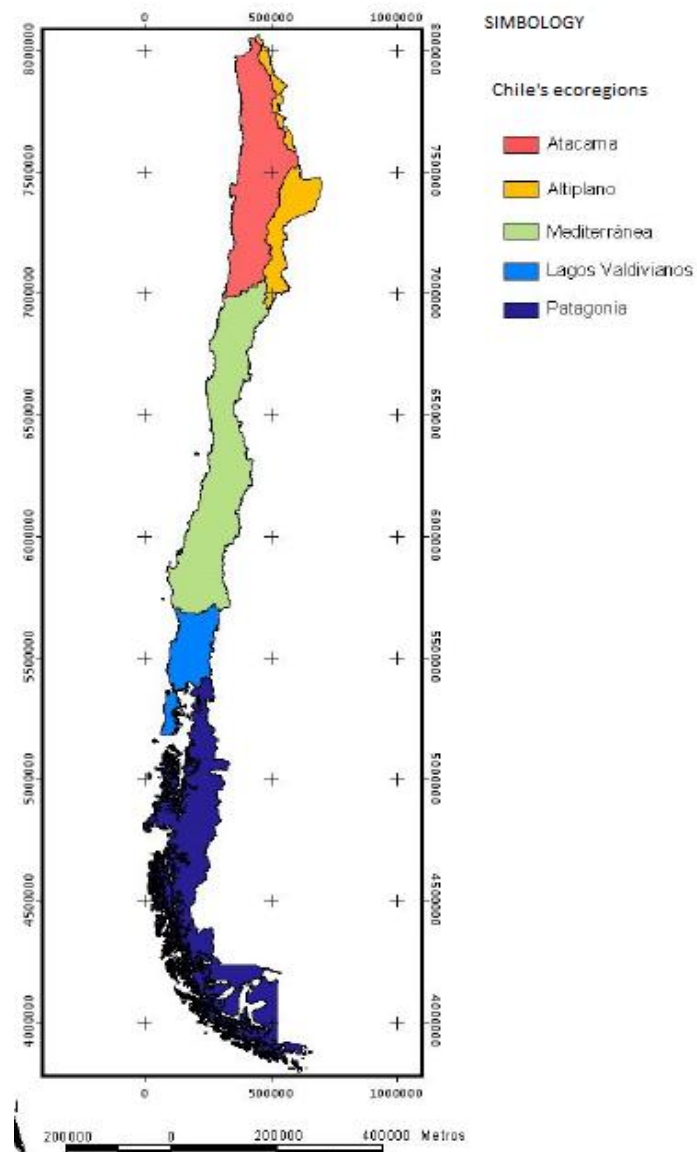 0 500000 1000000
SIMBOLOGY
Chile's ecoregions
Atacama
Altiplano
Mediterránea
Lagos Valdivianos
Patagonia
8000000 8000000
7500000 7500000
7000000 7000000
6500000 6500000
6000000 6000000
5500000 5500000
5000000 5000000
4500000 4500000
4000000 4000000
0 500000 1000000
200000 0 200000 400000 Metros